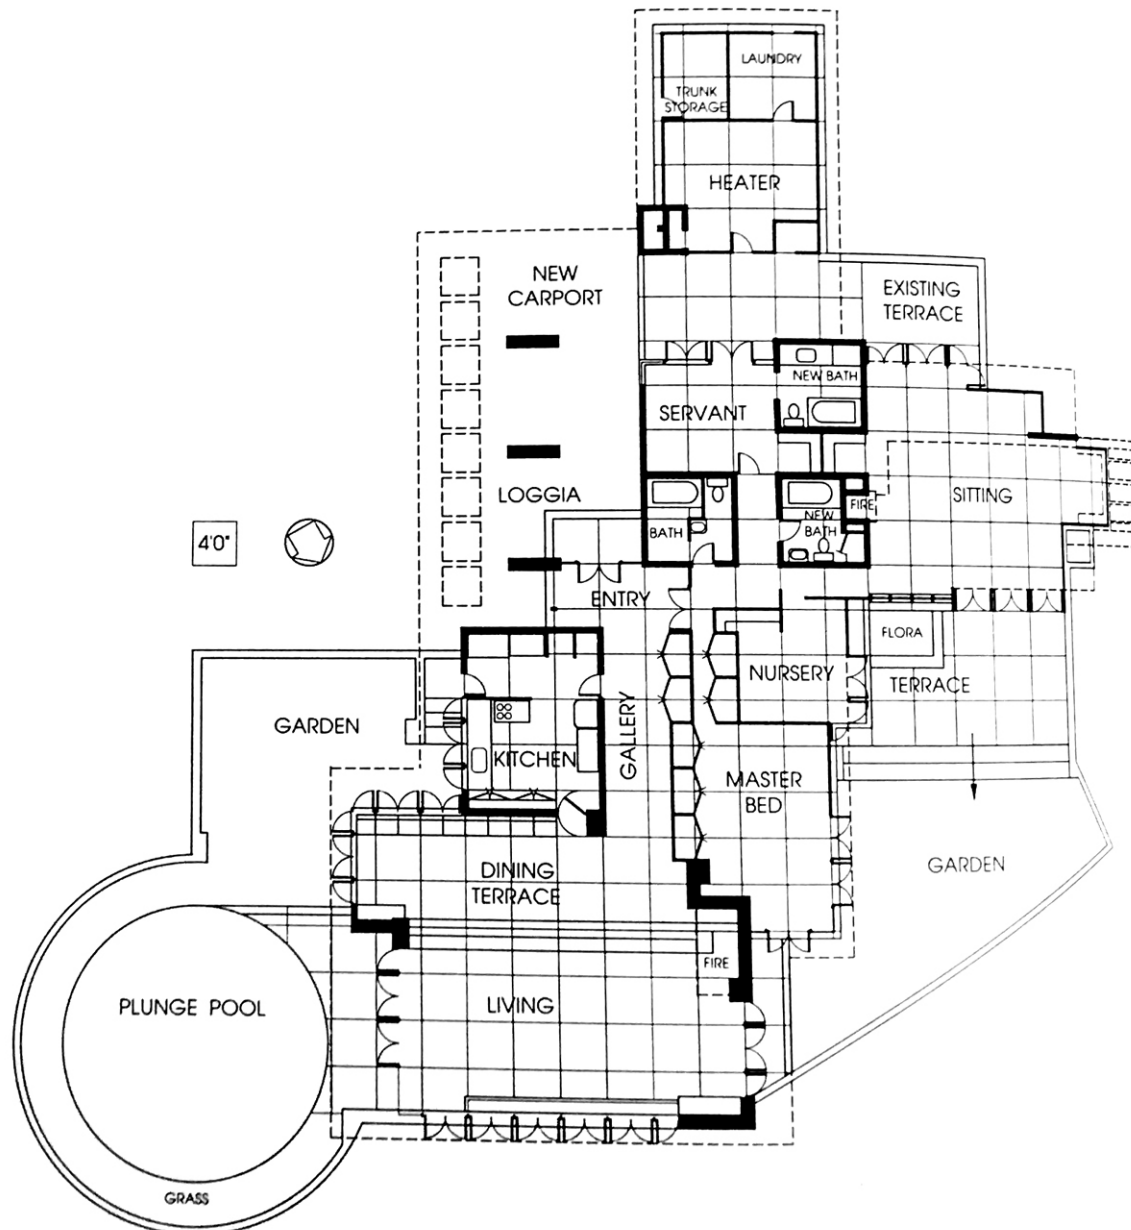 LAUNDRY
TRUNK
STORAGE
HEATER
NEW
CARPORT
EXISTING
TERRACE
NEW BATH
SERVANT
LOGGIA
SITTING
FIRE
BATH
NEW
BATH
4'0"
ENTRY
FLORA
NURSERY
TERRACE
GARDEN
GALLERY
KITCHEN
MASTER
BED
DINING
TERRACE
GARDEN
FIRE
PLUNGE POOL
LIVING
GRASS